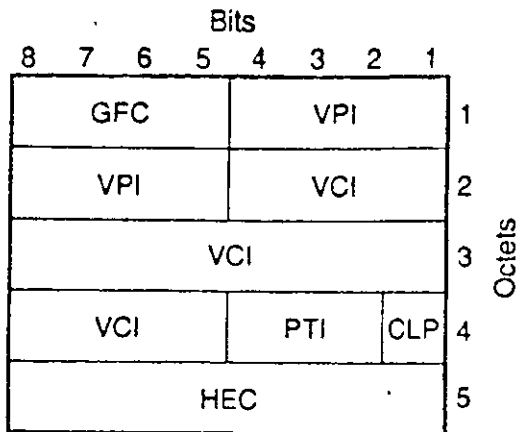 Bits
8 7 6 5 4 3 2 1
GFC VPI 1
VPI VCI 2
VCI 3
VCI PTI CLP 4
HEC 5
Octets